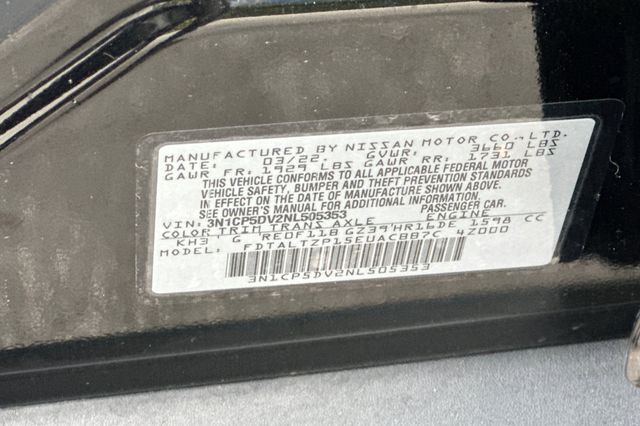 MANUFACTURED BY NISSAN MOTOR CO., LTD.
DATE: 03/22. GVWR: 3660 LBS
GAWR FR: 1929 LBS GAWR RR: 1731 LBS
THIS VEHICLE CONFORMS TO ALL APPLICABLE FEDERAL MOTOR
VEHICLE SAFETY, BUMPER AND THEFT PREVENTION STANDARDS
IN EFFECT ON THE DATE OF MANUFACTURE SHOWN ABOVE.
SEE OWNER'S MANUAL FOR ADDITIONAL INFORMATION.
VIN: 3N1CP5DV2NL505353 PASSENGER CAR
COLOR TRIM TRANS AXLE ENGINE
KH3 G RE0F11B GZ39 HR16DE 1598 CC
MODEL: FDTALTZP15EUACBB7C 4Z000
3N1CP5DV2NL505353